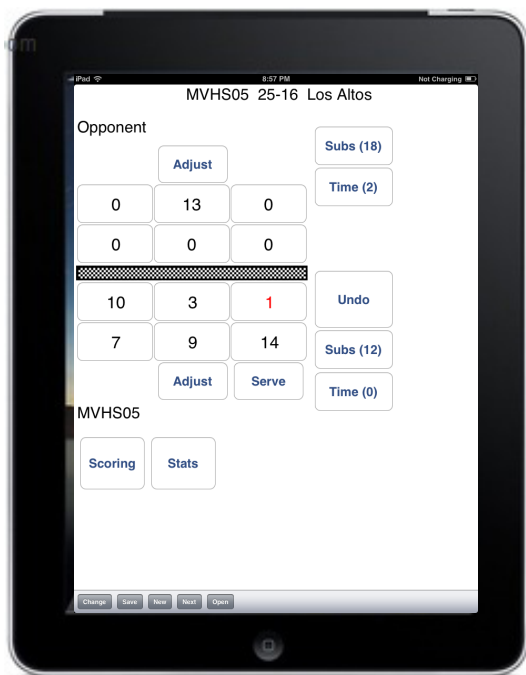 iPad 8:57 PM Not Charging
MVHS05 25-16 Los Altos
Opponent
Subs (18)
Adjust
Time (2)
0 13 0
0 0 0
10 3 1
Undo
7 9 14
Subs (12)
Adjust Serve
Time (0)
MVHS05
Scoring Stats
Change Save New Next Open